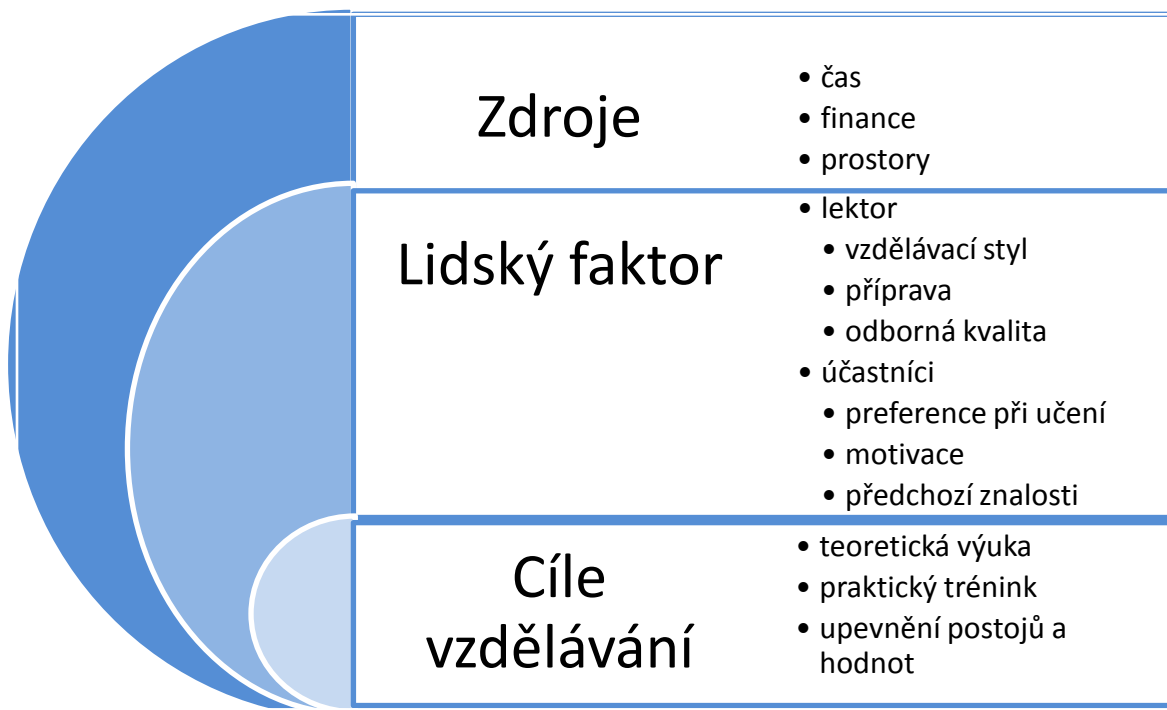 Zdroje
• čas
• finance
• prostory
Lidský faktor
• lektor
• vzdělávací styl
• příprava
• odborná kvalita
• účastníci
• preference při učení
• motivace
• předchozí znalosti
Cíle
vzdělávání
• teoretická výuka
• praktický trénink
• upevnění postojů a
hodnot